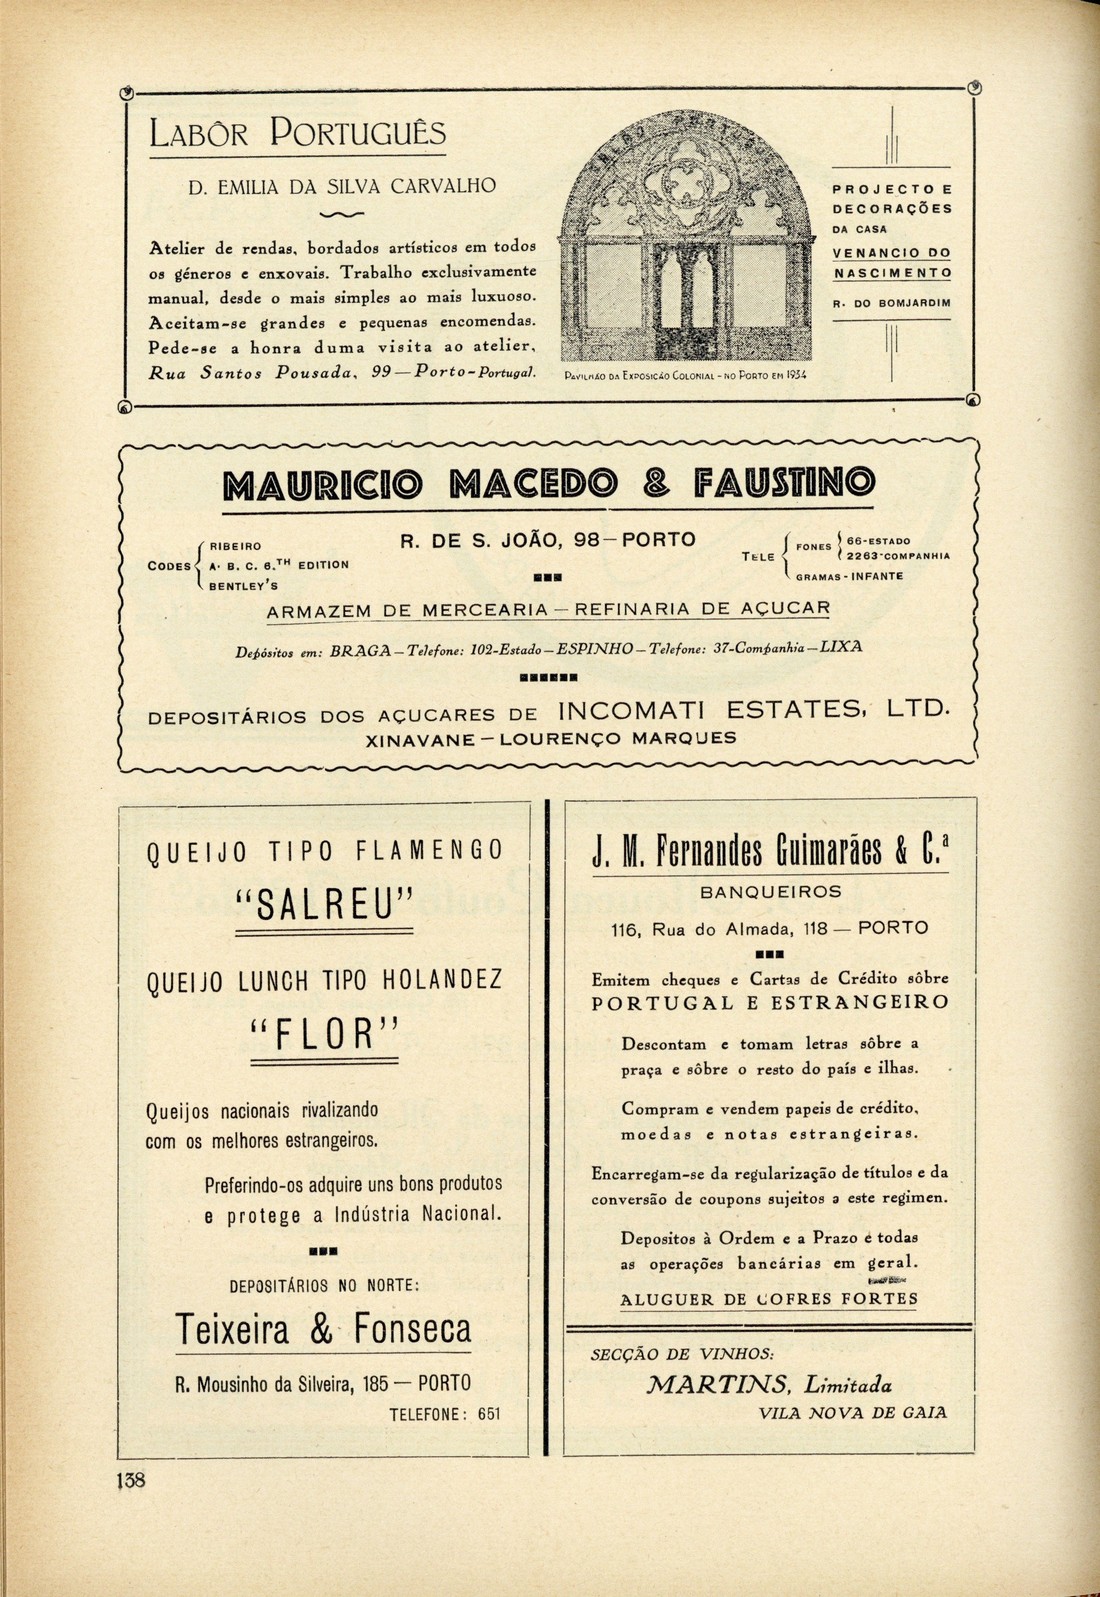 LABÔR PORTUGUÊS
D. EMILIA DA SILVA CARVALHO
Atelier de rendas, bordados artísticos em todos
os géneros e enxovais. Trabalho exclusivamente
manual, desde o mais simples ao mais luxuoso.
Aceitam-se grandes e pequenas encomendas.
Pede-se a honra duma visita ao atelier,
Rua Santos Pousada, 99—Porto-Portugal.
LABÔR PORTUGUÊS
PAVILHÃO DA EXPOSICÃO COLONIAL - NO PORTO EM 1934
PROJECTO E
DECORAÇÕES
DA CASA
VENANCIO DO
NASCIMENTO
R. DO BOMJARDIM
MAURICIO MACEDO & FAUSTINO
R. DE S. JOÃO, 98—PORTO
CODES
RIBEIRO
A. B. C. 6.TH EDITION
BENTLEY'S
TELE
FONES
66-ESTADO
2263-COMPANHIA
GRAMAS - INFANTE
ARMAZEM DE MERCEARIA — REFINARIA DE AÇUCAR
Depósitos em: BRAGA — Telefone: 102-Estado — ESPINHO — Telefone: 37-Companhia — LIXA
DEPOSITÁRIOS DOS AÇUCARES DE INCOMATI ESTATES, LTD.
XINAVANE — LOURENÇO MARQUES
QUEIJO TIPO FLAMENGO
“SALREU”
QUEIJO LUNCH TIPO HOLANDEZ
“FLOR”
Queijos nacionais rivalizando
com os melhores estrangeiros.
Preferindo-os adquire uns bons produtos
e protege a Indústria Nacional.
DEPOSITÁRIOS NO NORTE:
Teixeira & Fonseca
R. Mousinho da Silveira, 185 — PORTO
TELEFONE: 651
J. M. Fernandes Guimarães & C.ª
BANQUEIROS
116, Rua do Almada, 118 — PORTO
Emitem cheques e Cartas de Crédito sôbre
PORTUGAL E ESTRANGEIRO
Descontam e tomam letras sôbre a
praça e sôbre o resto do país e ilhas.
Compram e vendem papeis de crédito,
moedas e notas estrangeiras.
Encarregam-se da regularização de títulos e da
conversão de coupons sujeitos a este regimen.
Depositos à Ordem e a Prazo e todas
as operações bancárias em geral.
ALUGUER DE COFRES FORTES
SECÇÃO DE VINHOS:
MARTINS, Limitada
VILA NOVA DE GAIA
138